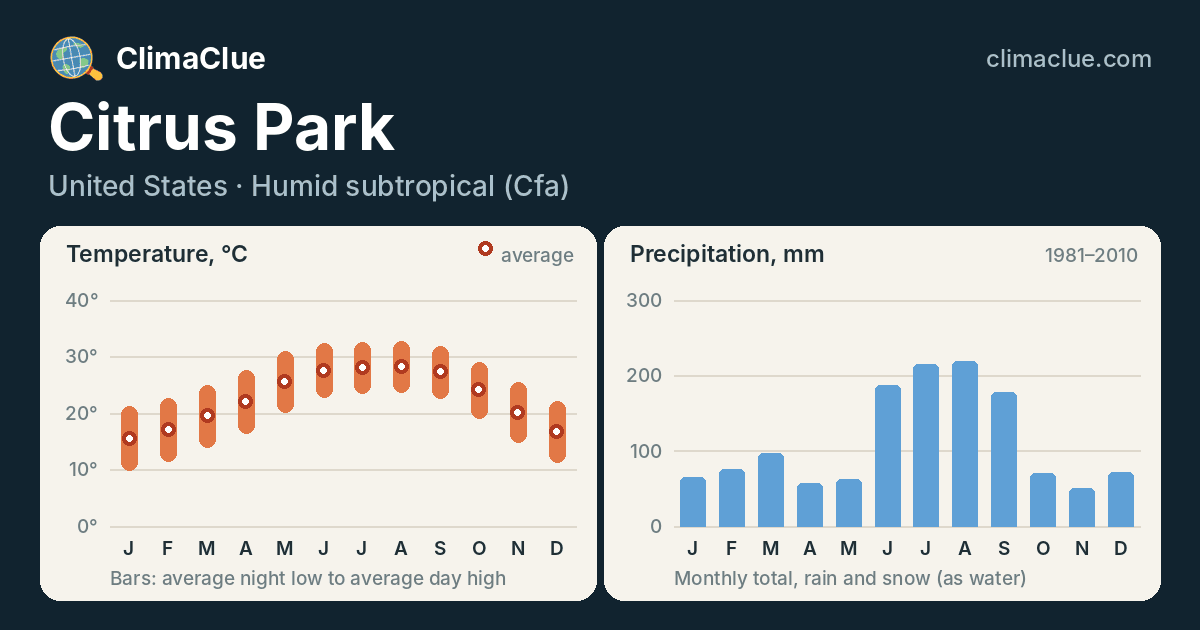 ClimaClue
climaclue.com
Citrus Park
United States · Humid subtropical (Cfa)
Temperature, °C
average
40°
30°
20°
10°
0°
J F M A M J J A S O N D
Bars: average night low to average day high
Precipitation, mm
1981–2010
300
200
100
0
J F M A M J J A S O N D
Monthly total, rain and snow (as water)